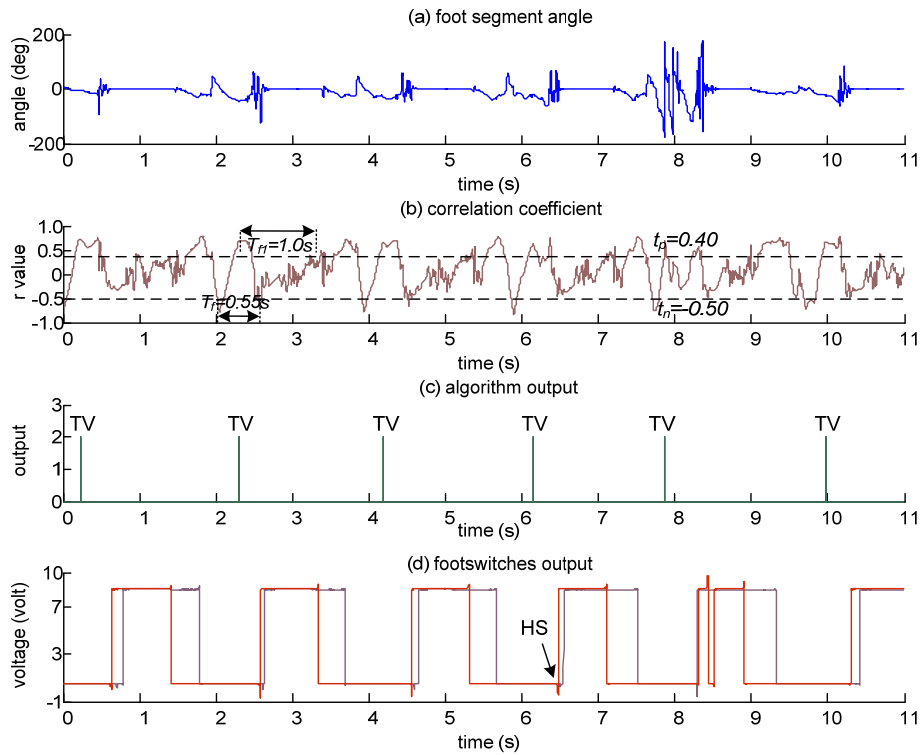 (a) foot segment angle
angle (deg)
200
0
-200
0 1 2 3 4 5 6 7 8 9 10 11
time (s)
(b) correlation coefficient
r value
1.0
0.5
0
-0.5
-1.0
Tf1=1.0s
Tf=0.55s
tp=0.40
tn=-0.50
0 1 2 3 4 5 6 7 8 9 10 11
time (s)
(c) algorithm output
output
3
2
1
0
TV TV TV TV TV TV
0 1 2 3 4 5 6 7 8 9 10 11
time (s)
(d) footswitches output
voltage (volt)
10
7
3
-1
HS
0 1 2 3 4 5 6 7 8 9 10 11
time (s)